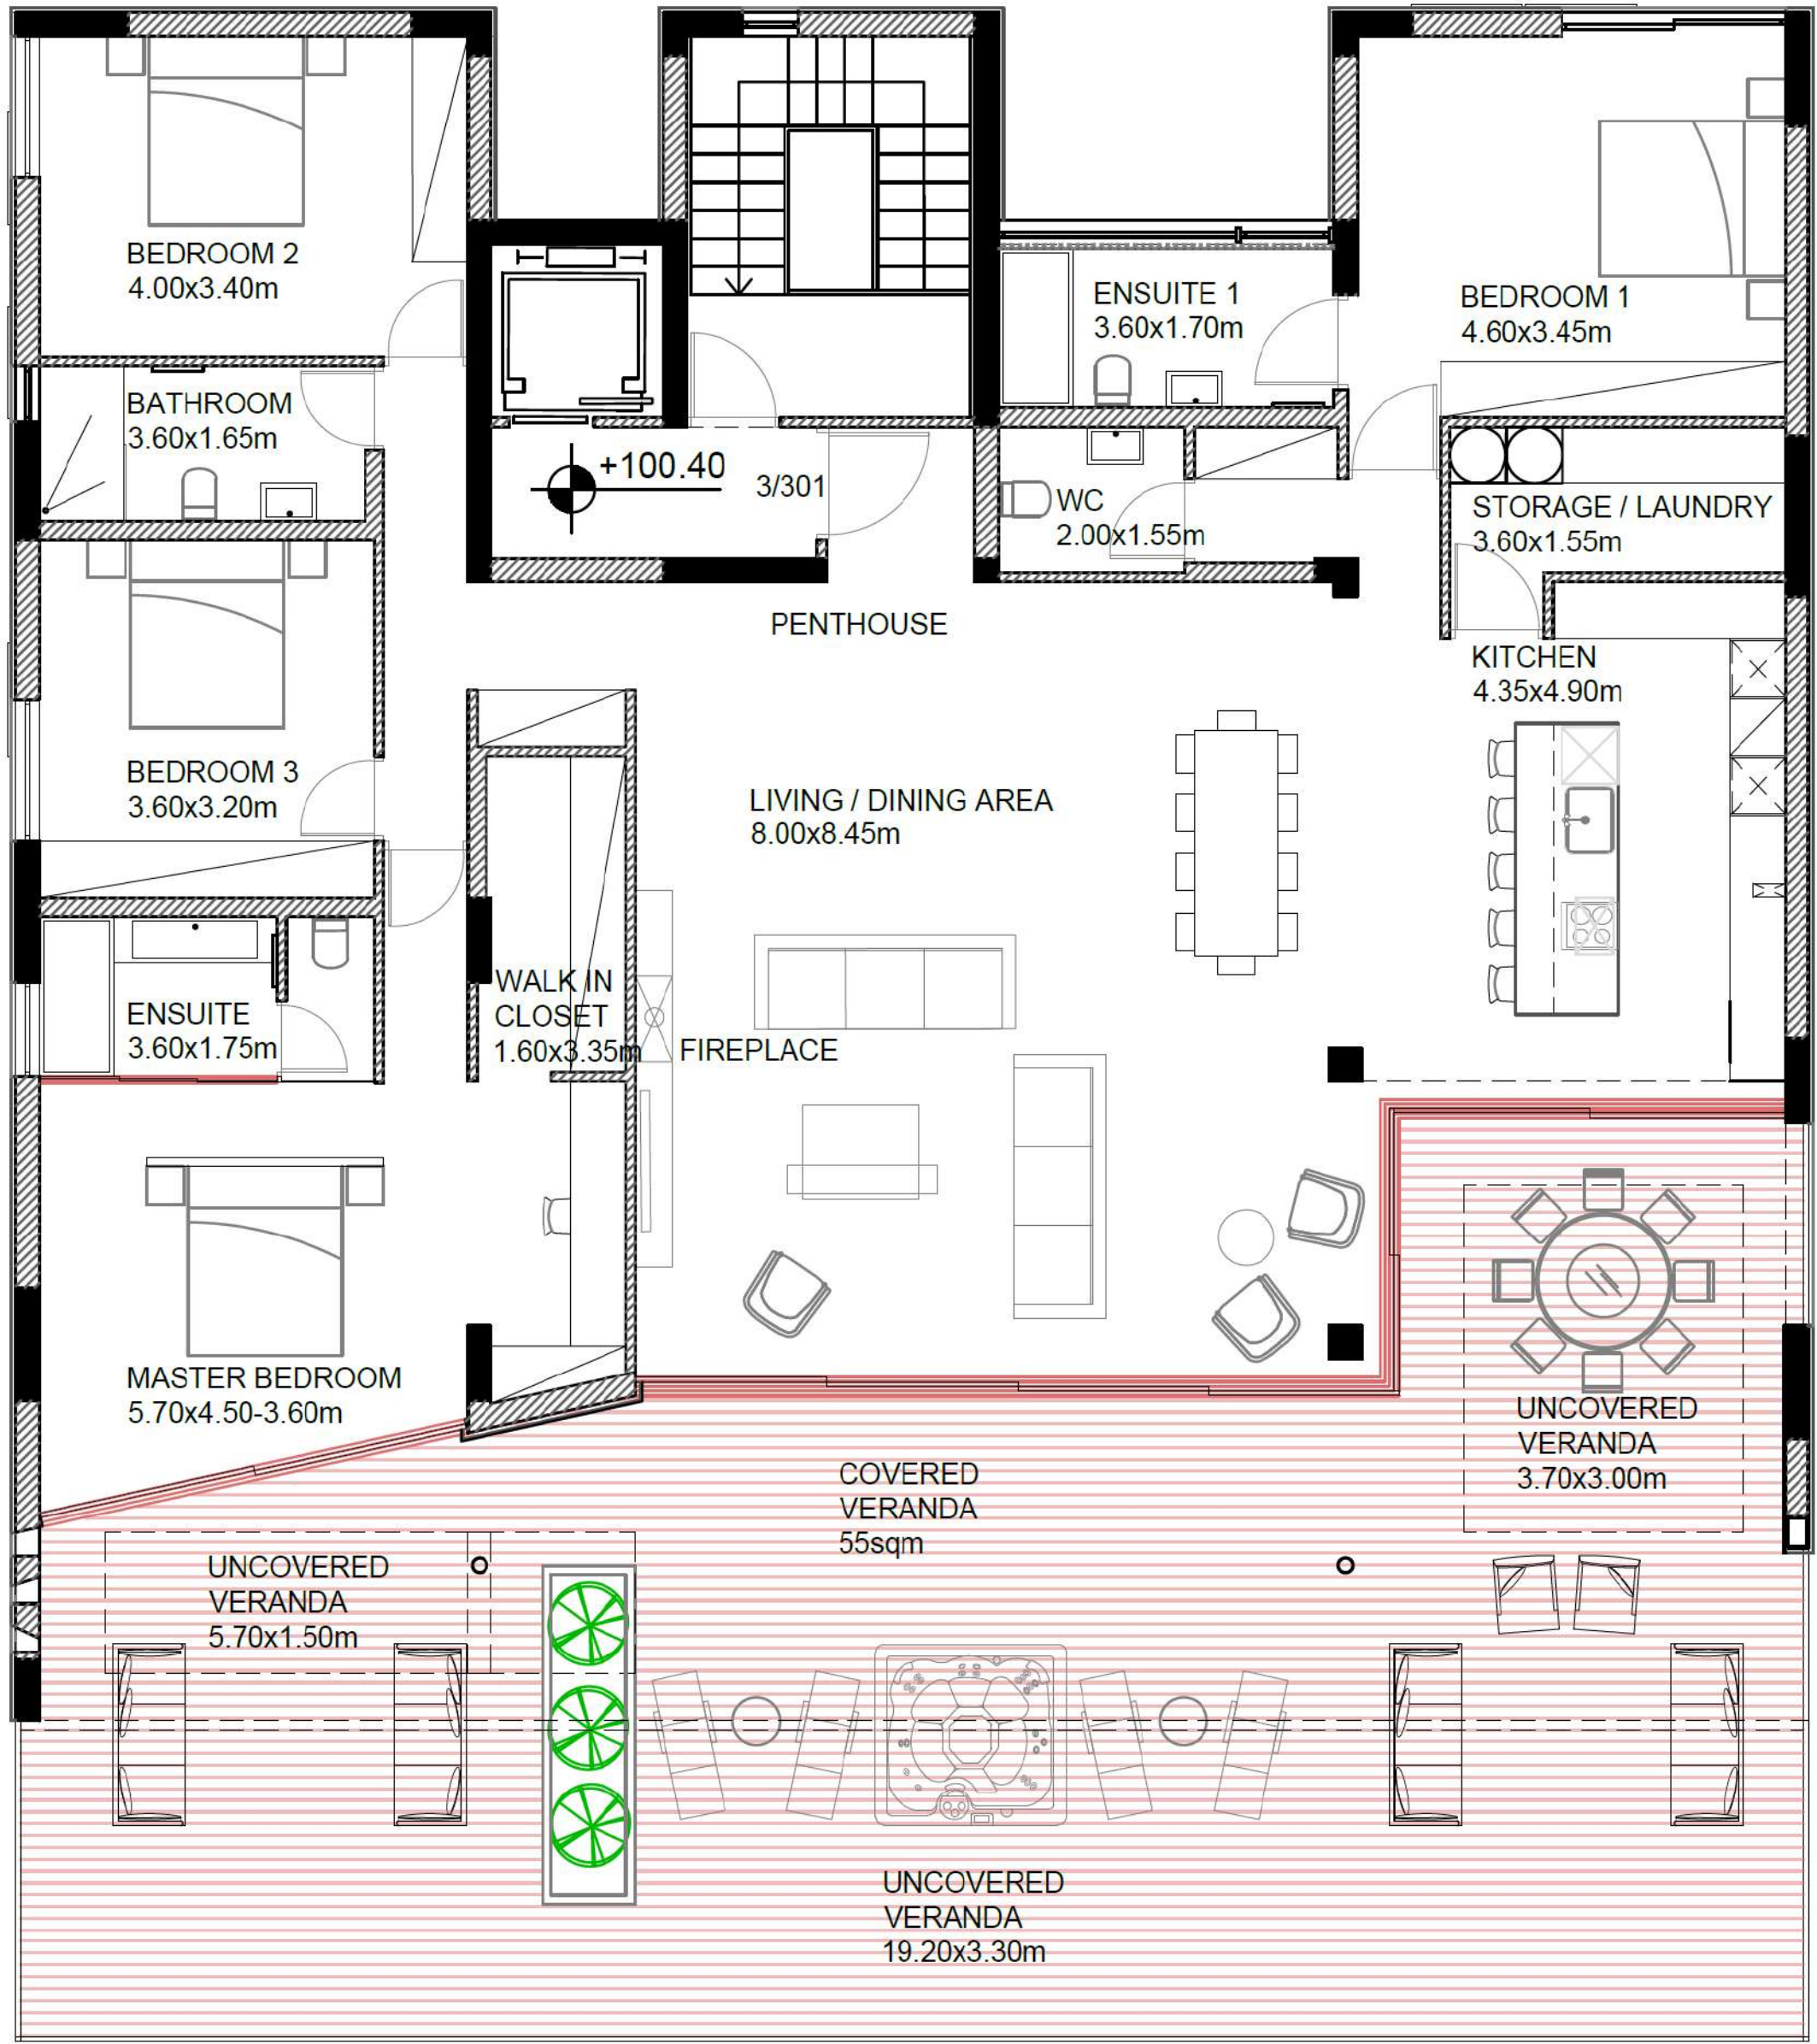 BEDROOM 2
4.00x3.40m
ENSUITE 1
3.60x1.70m
BEDROOM 1
4.60x3.45m
BATHROOM
3.60x1.65m
+100.40
3/301
WC
2.00x1.55m
STORAGE / LAUNDRY
3.60x1.55m
PENTHOUSE
KITCHEN
4.35x4.90m
BEDROOM 3
3.60x3.20m
LIVING / DINING AREA
8.00x8.45m
WALK IN
CLOSET
1.60x3.35m
FIREPLACE
ENSUITE
3.60x1.75m
MASTER BEDROOM
5.70x4.50-3.60m
UNCOVERED
VERANDA
3.70x3.00m
COVERED
VERANDA
55sqm
UNCOVERED
VERANDA
5.70x1.50m
UNCOVERED
VERANDA
19.20x3.30m